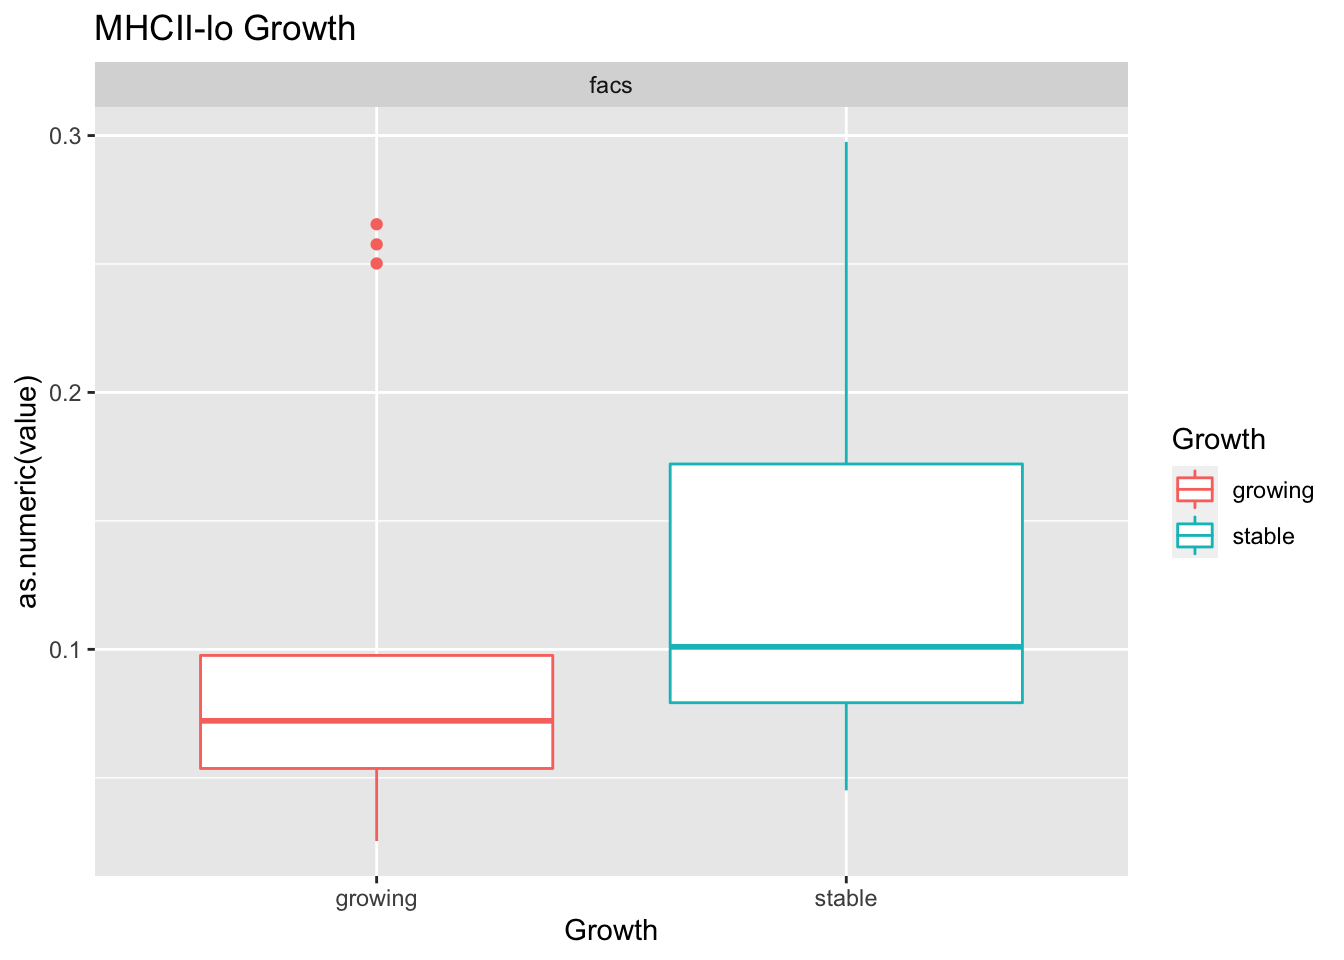 MHCII-lo Growth
facs
0.3
0.2
0.1
as.numeric(value)
growing
stable
Growth
Growth
growing
stable